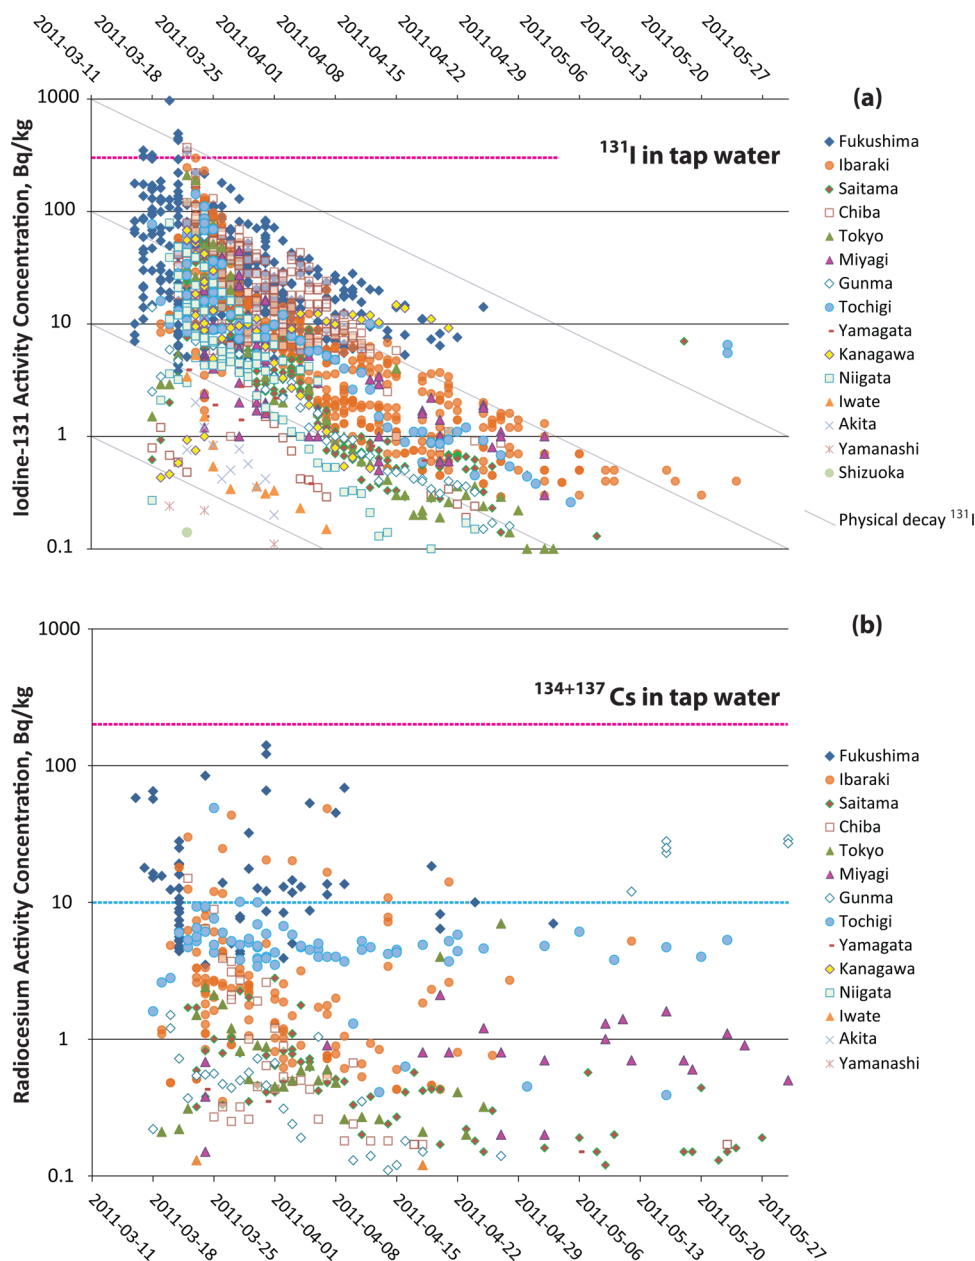 2011-03-11
2011-03-18
2011-03-25
2011-04-01
2011-04-08
2011-04-15
2011-04-22
2011-04-29
2011-05-06
2011-05-13
2011-05-20
2011-05-27
Iodine-131 Activity Concentration, Bq/kg
1000
100
10
1
0.1
131I in tap water
(a)
Fukushima
Ibaraki
Saitama
Chiba
Tokyo
Miyagi
Gunma
Tochigi
Yamagata
Kanagawa
Niigata
Iwate
Akita
Yamanashi
Shizuoka
Physical decay 131I
Radiocesium Activity Concentration, Bq/kg
1000
100
10
1
0.1
134+137 Cs in tap water
(b)
Fukushima
Ibaraki
Saitama
Chiba
Tokyo
Miyagi
Gunma
Tochigi
Yamagata
Kanagawa
Niigata
Iwate
Akita
Yamanashi
2011-03-11
2011-03-18
2011-03-25
2011-04-01
2011-04-08
2011-04-15
2011-04-22
2011-04-29
2011-05-06
2011-05-13
2011-05-20
2011-05-27